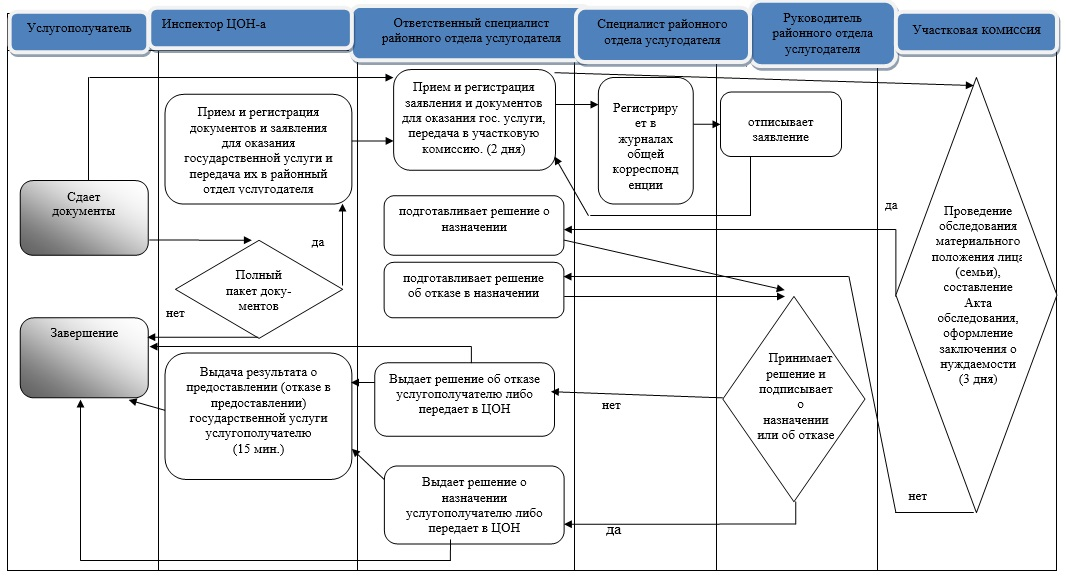 Услугополучатель
Инспектор ЦОН-а
Ответственный специалист
районного отдела услугодателя
Специалист районного
отдела услугодателя
Руководитель
районного отдела
услугодателя
Участковая комиссия
Сдает
документы
Завершение
Прием и регистрация
документов и заявления
для оказания
государственной услуги и
передача их в районный
отдел услугодателя
да
Полный
пакет доку-
ментов
нет
Выдача результата о
предоставлении (отказе в
предоставлении)
государственной услуги
услугополучателю
(15 мин.)
Прием и регистрация
заявления и документов
для оказания гос. услуги,
передача в участковую
комиссию. (2 дня)
подготавливает решение о
назначении
подготавливает решение
об отказе в назначении
Выдает решение об отказе
услугополучателю либо
передает в ЦОН
Выдает решение о
назначении
услугополучателю либо
передает в ЦОН
Регистриру
ет в
журналах
общей
корреспонд
енции
отписывает
заявление
Принимает
решение и
подписывает
о
назначении
или об отказе
нет
да
да
Проведение
обследования
материального
положения лица
(семьи),
составление
Акта
обследования,
оформление
заключения о
нуждаемости
(3 дня)
нет